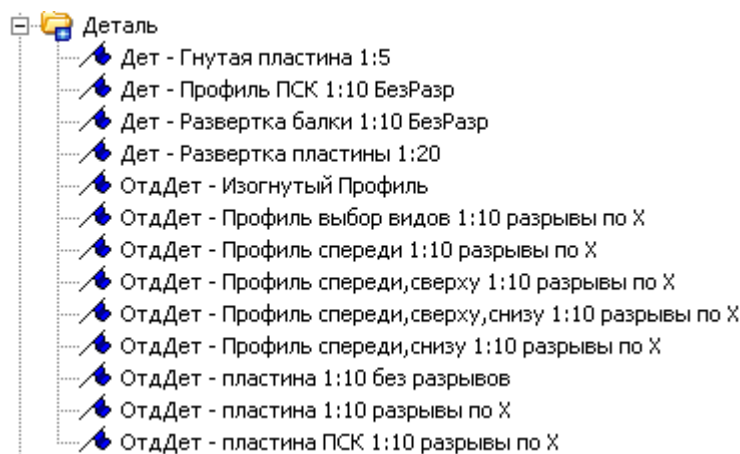 Деталь
Дет - Гнутая пластина 1:5
Дет - Профиль ПСК 1:10 БезРазр
Дет - Развертка балки 1:10 БезРазр
Дет - Развертка пластины 1:20
ОтдДет - Изогнутый Профиль
ОтдДет - Профиль выбор видов 1:10 разрывы по X
ОтдДет - Профиль спереди 1:10 разрывы по X
ОтдДет - Профиль спереди,сверху 1:10 разрывы по X
ОтдДет - Профиль спереди,сверху,снизу 1:10 разрывы по X
ОтдДет - Профиль спереди,снизу 1:10 разрывы по X
ОтдДет - пластина 1:10 без разрывов
ОтдДет - пластина 1:10 разрывы по X
ОтдДет - пластина ПСК 1:10 разрывы по X